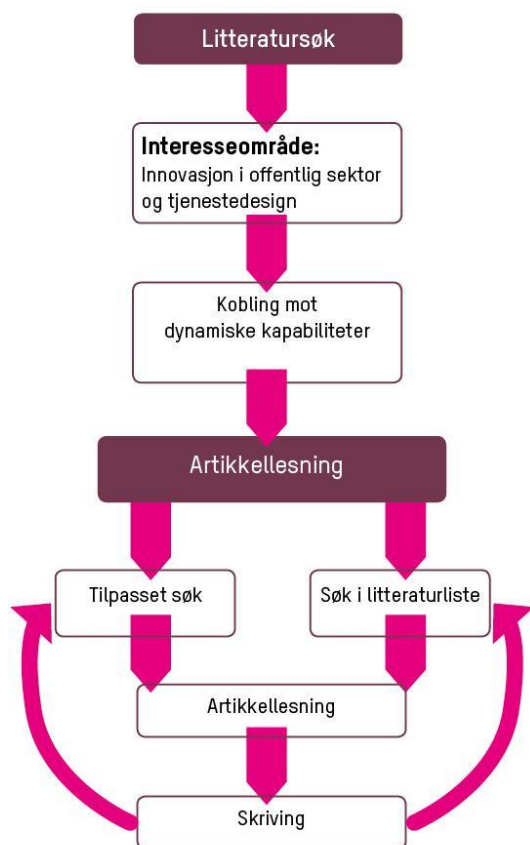 Litteratursøk
Interesseområde:
Innovasjon i offentlig sektor
og tjenestedesign
Kobling mot
dynamiske kapabiliteter
Artikkellesning
Tilpasset søk
Søk i litteraturliste
Artikkellesning
Skriving